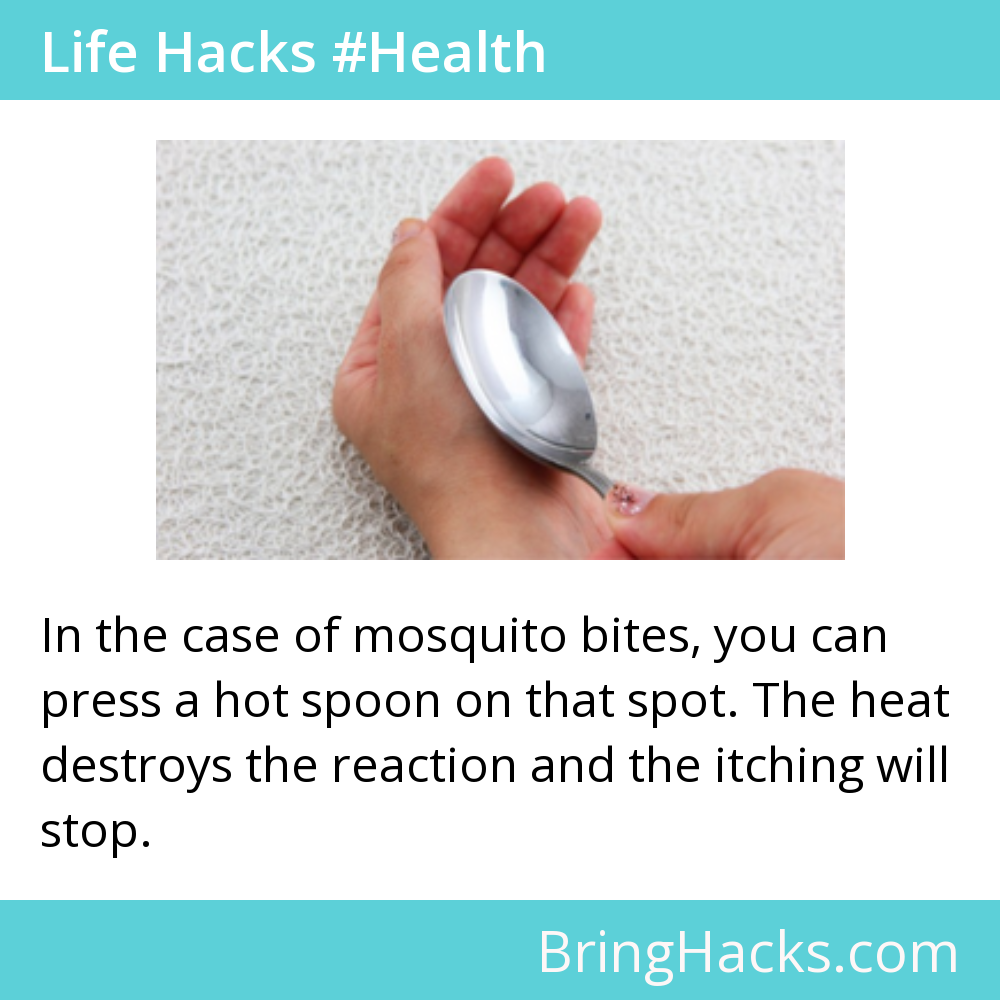 Life Hacks #Health
In the case of mosquito bites, you can
press a hot spoon on that spot. The heat
destroys the reaction and the itching will
stop.
BringHacks.com